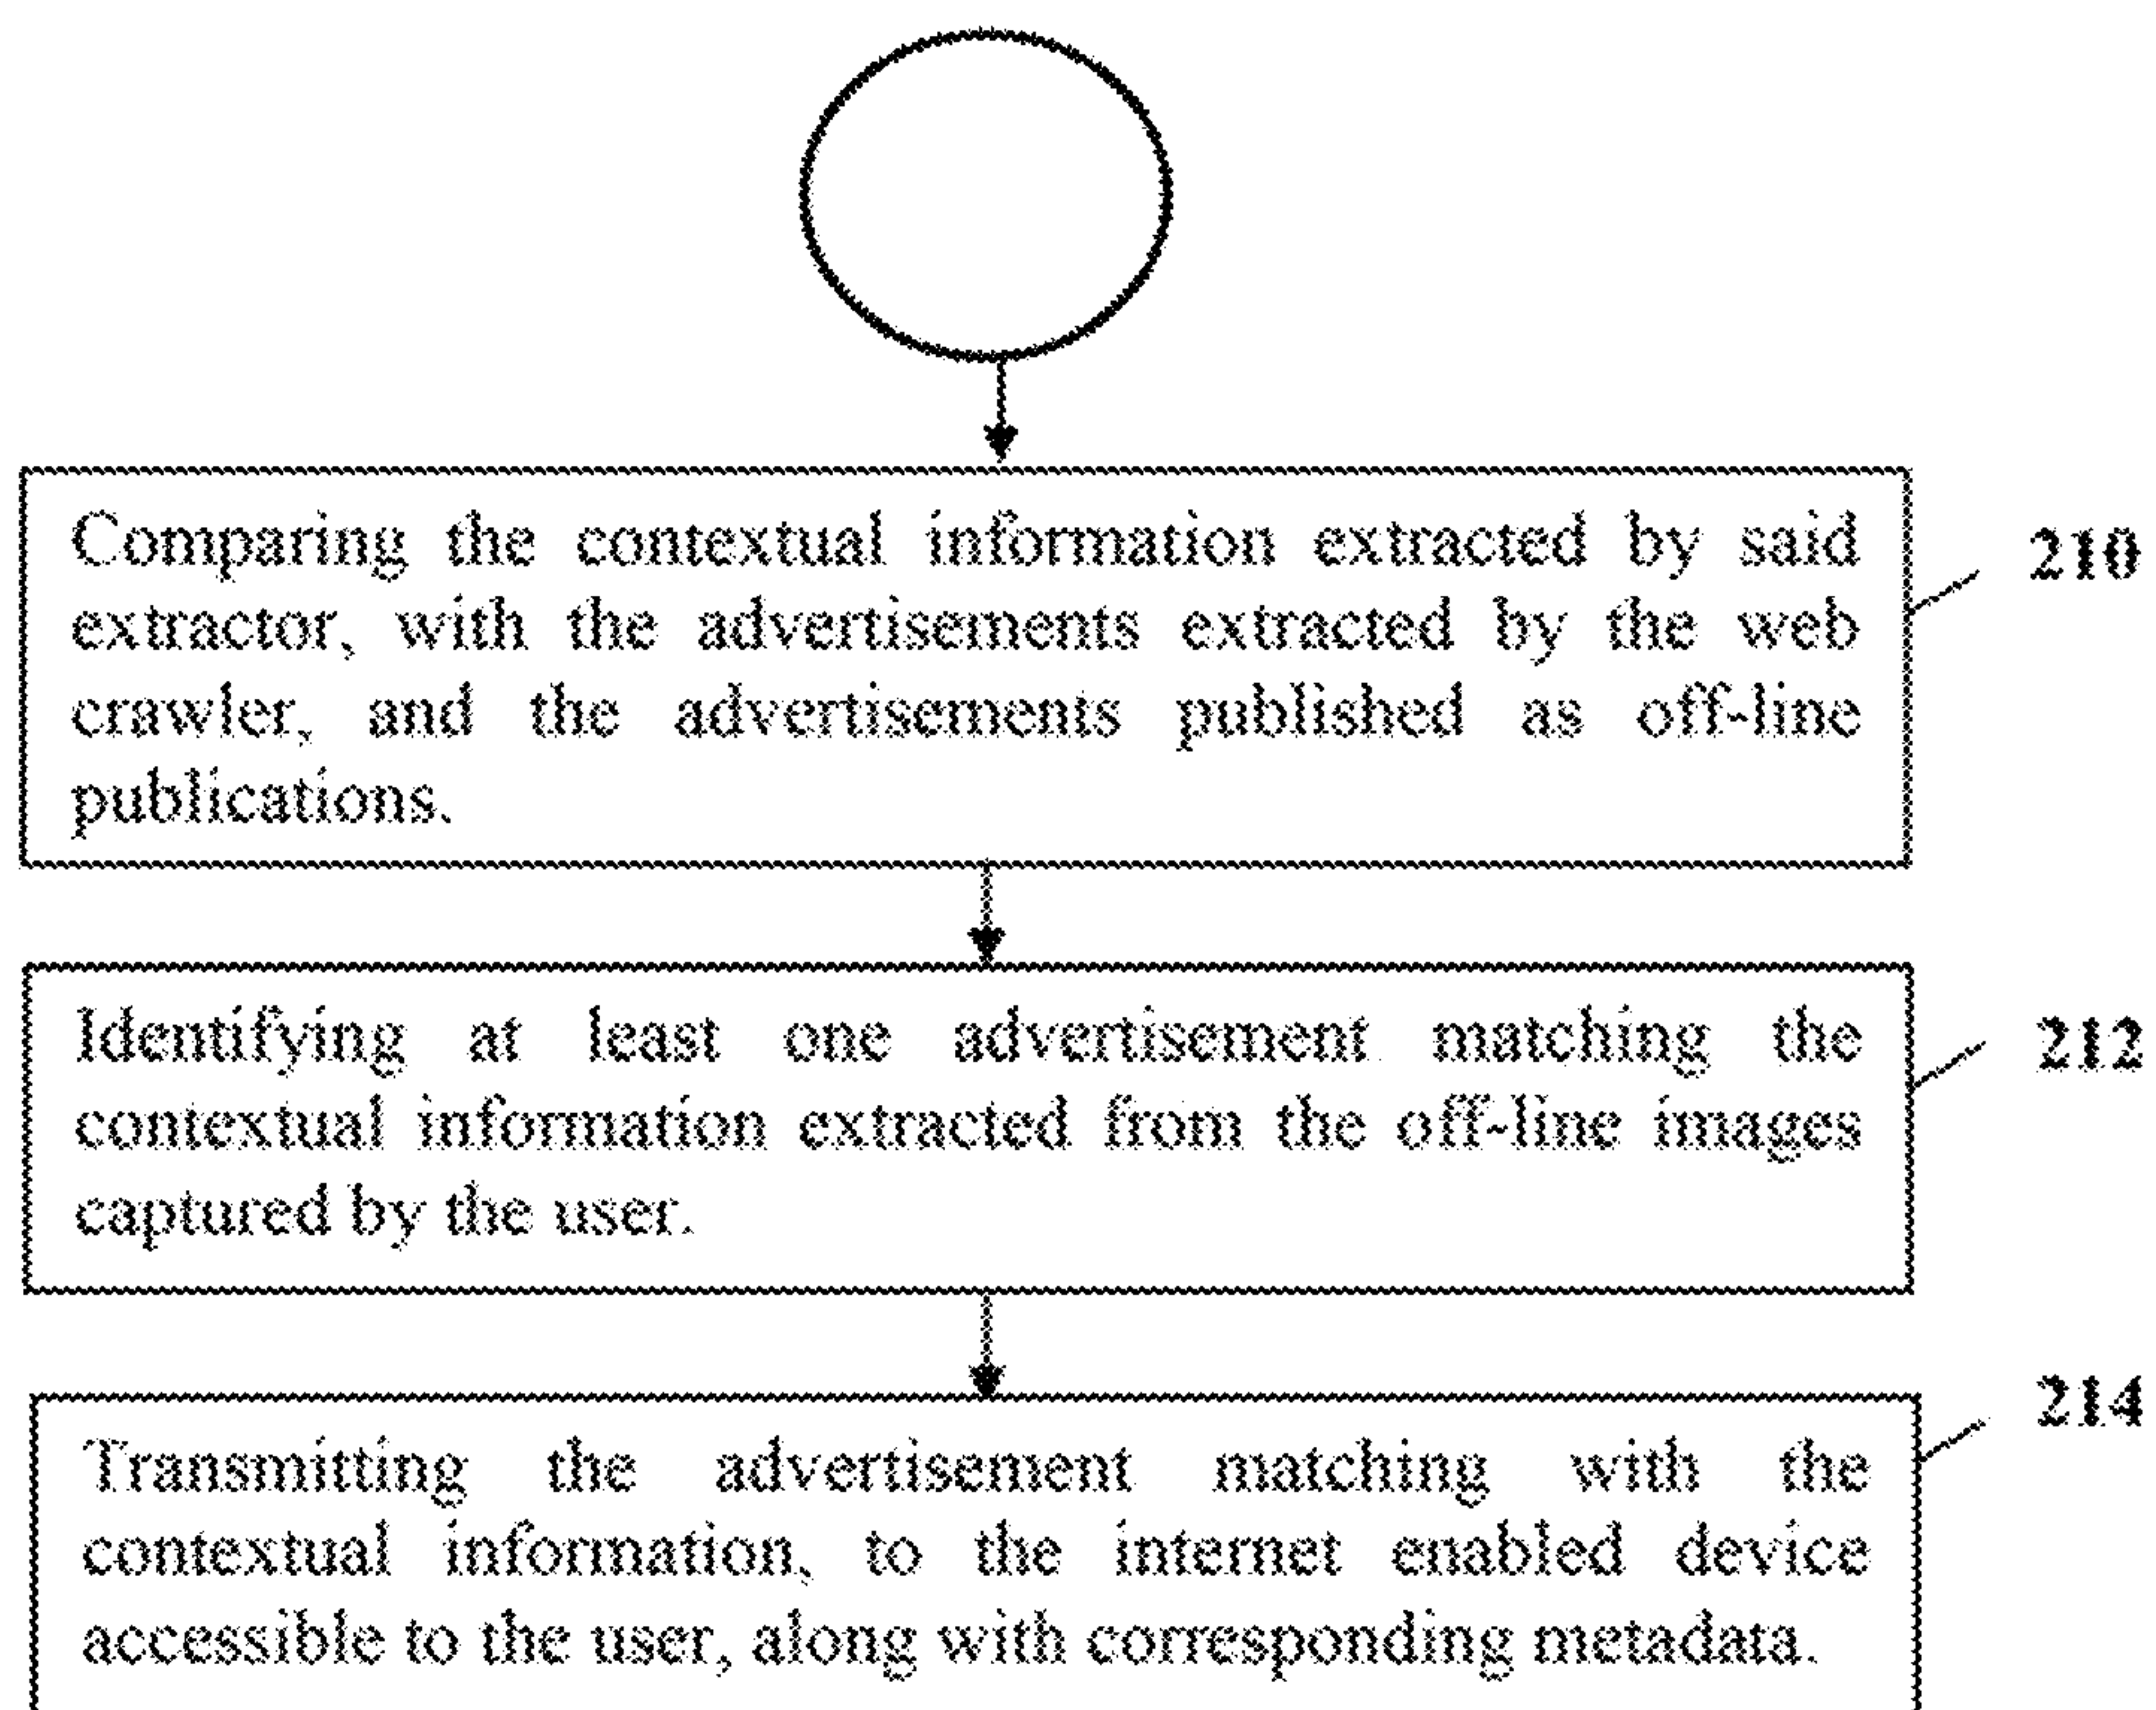 Comparing the contextual information extracted by said
extractor, with the advertisements extracted by the web
crawler, and the advertisements published as off-line
publications.
210
Identifying at least one advertisement matching the
contextual information extracted from the off-line images
captured by the user.
212
Transmitting the advertisement matching with the
contextual information, to the internet enabled device
accessible to the user, along with corresponding metadata.
214